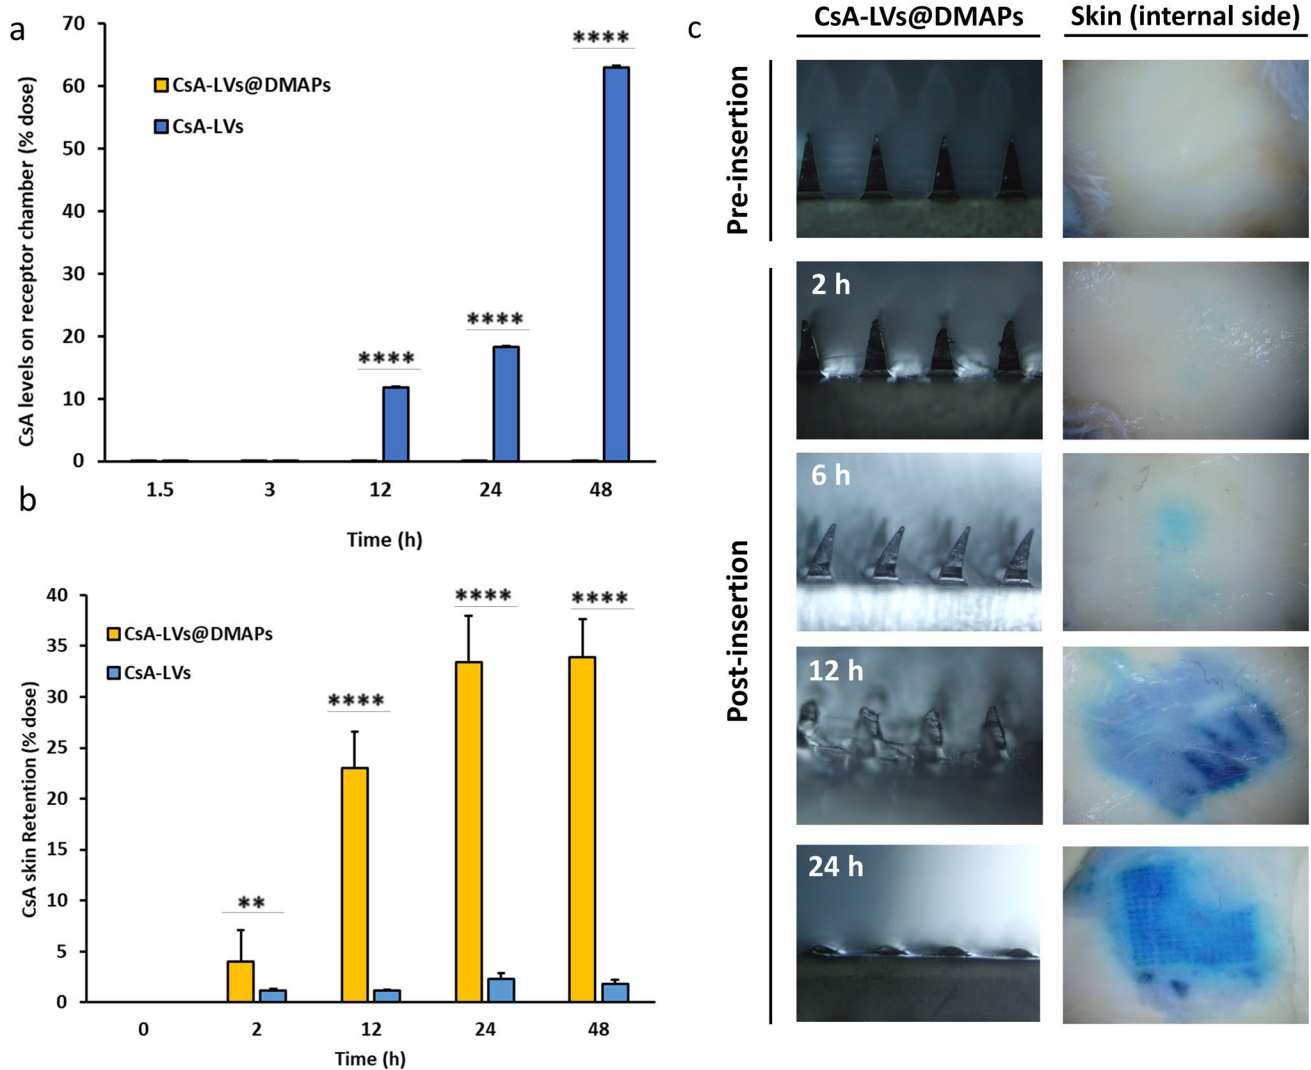 a
CsA levels on receptor chamber (% dose)
70
60
50
40
30
20
10
0
CsA-LVs@DMAPs
CsA-LVs
****
****
****
1.5 3 12 24 48
Time (h)
b
CsA skin Retention (% dose)
40
35
30
25
20
15
10
5
0
CsA-LVs@DMAPs
CsA-LVs
**
****
****
****
0 2 12 24 48
Time (h)
c
CsA-LVs@DMAPs Skin (internal side)
Pre-insertion
Post-insertion
2 h
6 h
12 h
24 h